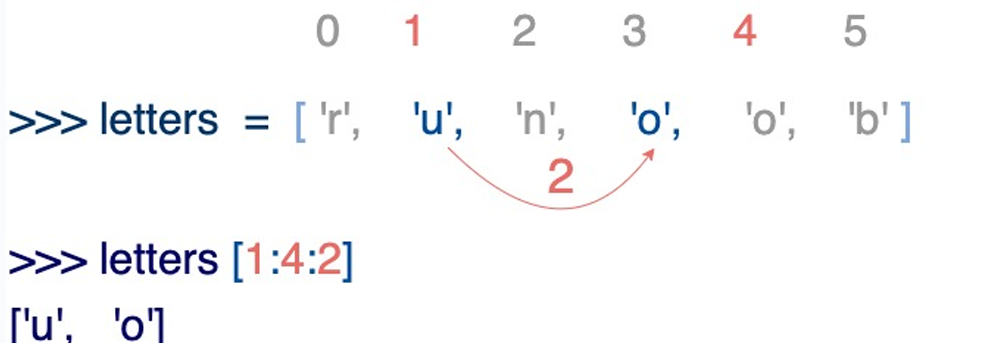 0 1 2 3 4 5
>>> letters = [ 'r', 'u', 'n', 'o', 'o', 'b' ]
2
>>> letters [1:4:2]
['u', 'o']